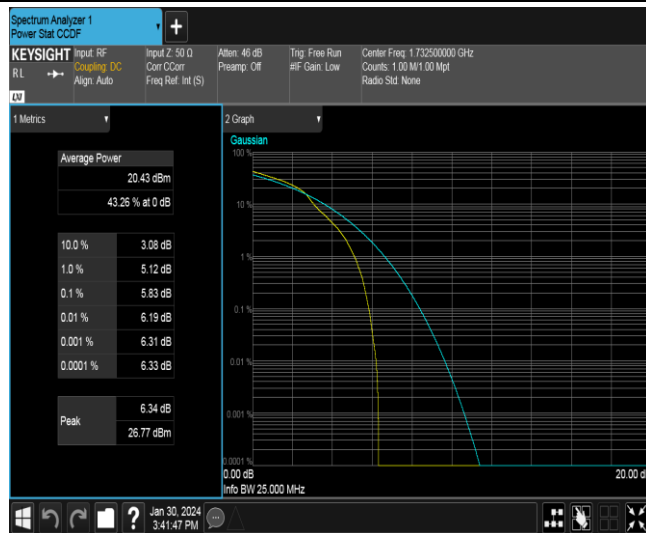 Spectrum Analyzer 1
Power Stat CCDF
+
KEYSIGHT
RL
Input: RF
Coupling: DC
Align: Auto
Input Z: 50 Ω
Corr CCorr
Freq Ref: Int (S)
Atten: 46 dB
Preamp: Off
Trig: Free Run
#IF Gain: Low
Center Freq: 1.732500000 GHz
Counts: 1.00 M/1.00 Mpt
Radio Std: None
1 Metrics
Average Power
20.43 dBm
43.26 % at 0 dB
10.0 % 3.08 dB
1.0 % 5.12 dB
0.1 % 5.83 dB
0.01 % 6.19 dB
0.001 % 6.31 dB
0.0001 % 6.33 dB
Peak
6.34 dB
26.77 dBm
2 Graph
Gaussian
100 %
10 %
1 %
0.1 %
0.01 %
0.001 %
0.0001 %
0.00 dB
20.00 d
Info BW 25.000 MHz
?
Jan 30, 2024
3:41:47 PM